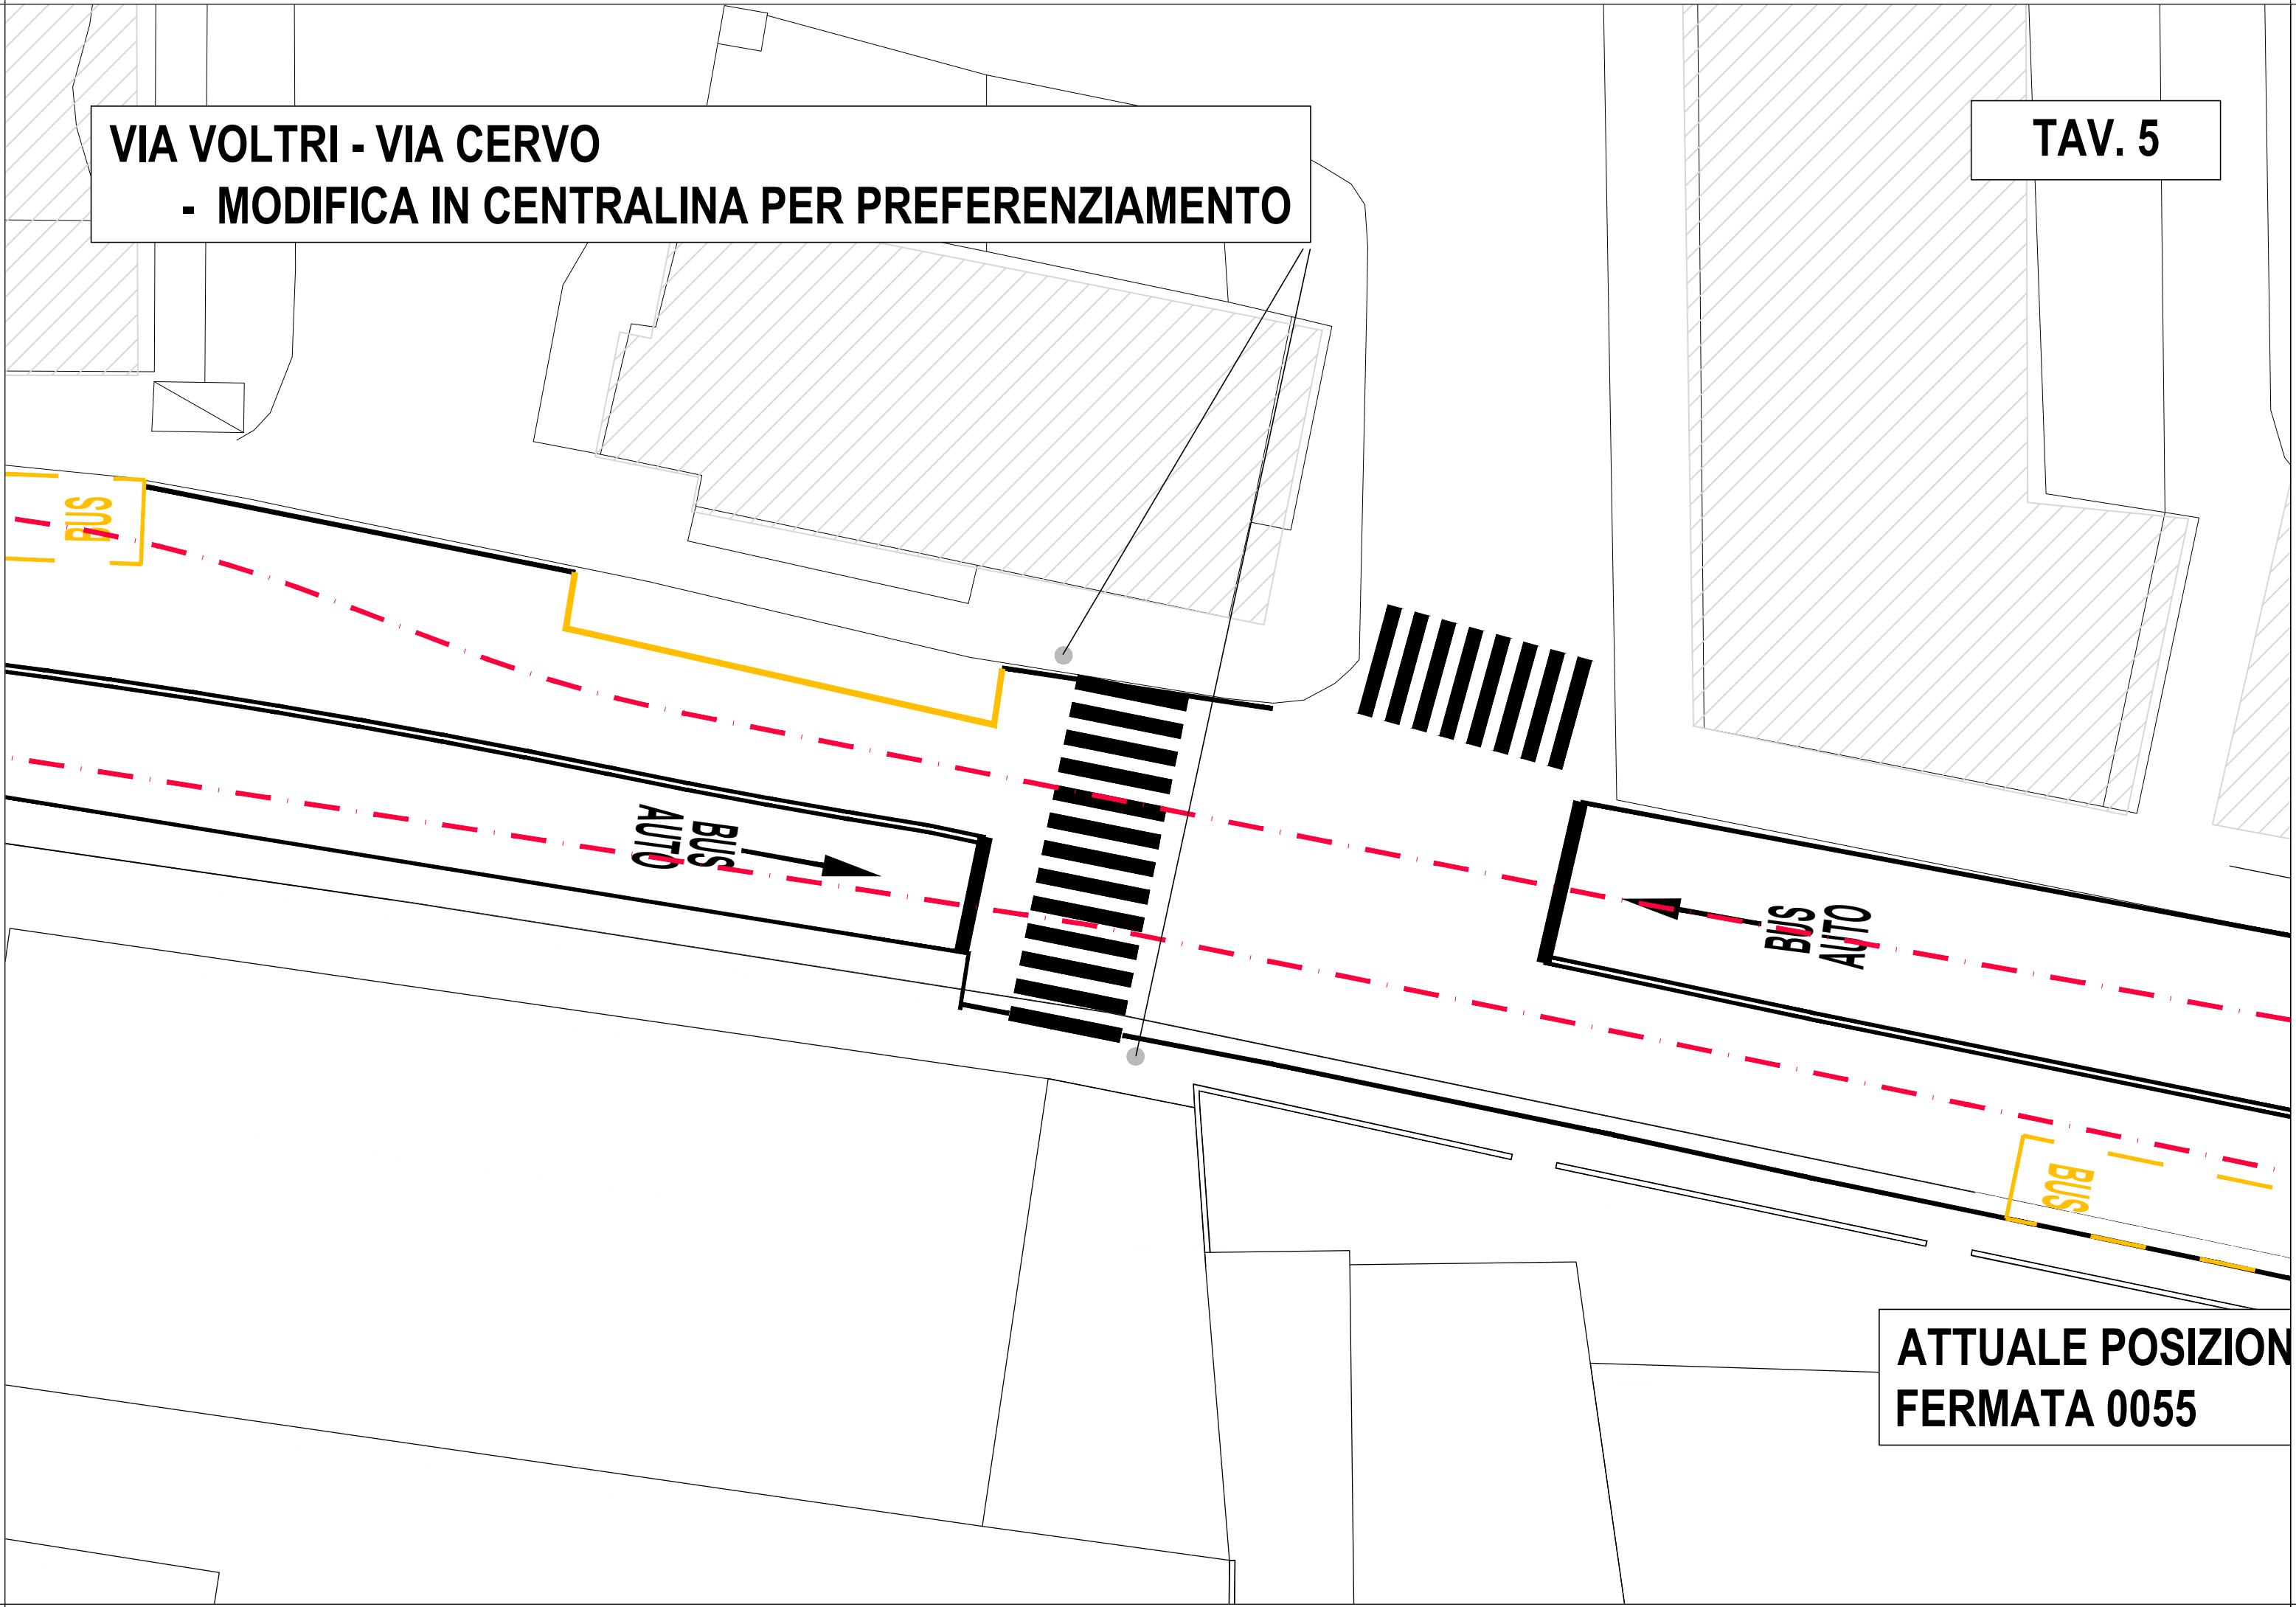 VIA VOLTRI - VIA CERVO
- MODIFICA IN CENTRALINA PER PREFERENZIAMENTO
TAV. 5
BUS
AUTO
BUS
BUS
AUTO
BUS
ATTUALE POSIZION
FERMATA 0055